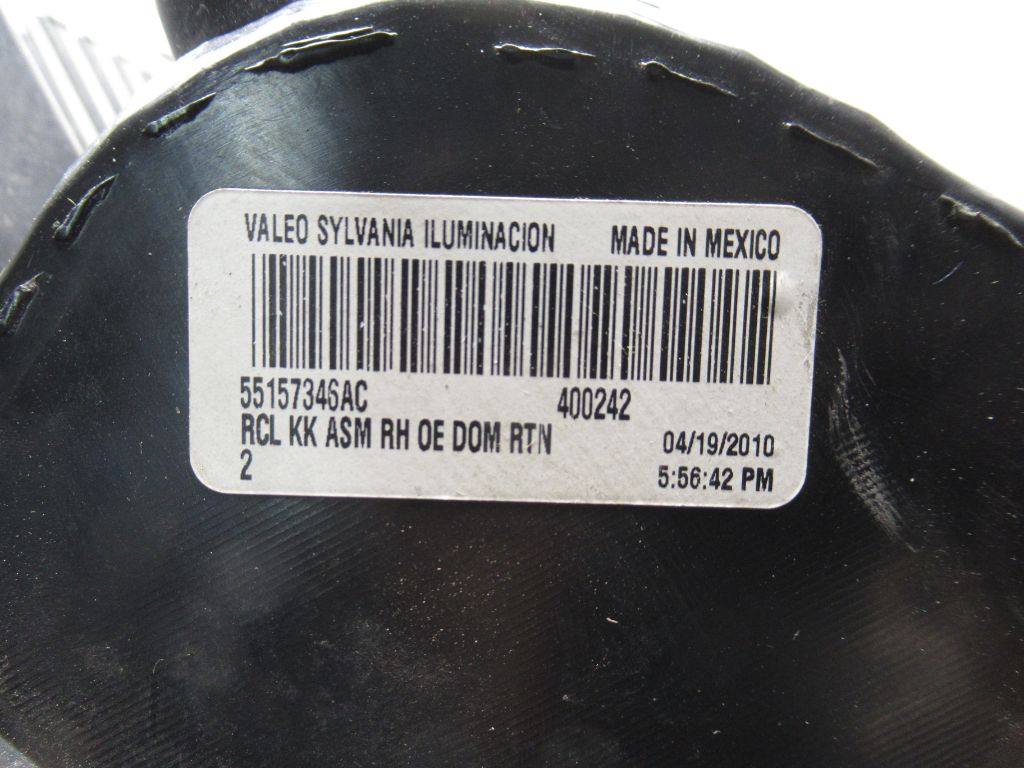 VALEO SYLVANIA ILUMINACION MADE IN MEXICO
55157346AC 400242
RCL KK ASM RH OE DOM RTN 04/19/2010
2 5:56:42 PM